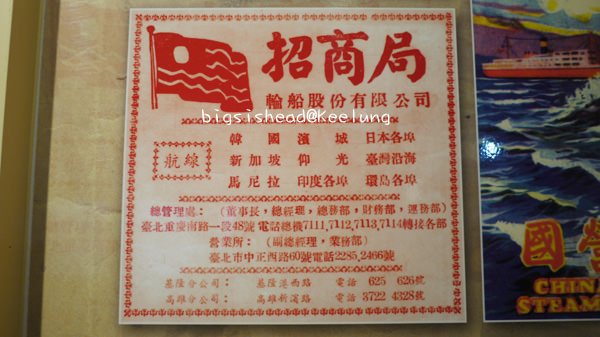 招商局
輪船股份有限公司
bigsishead@Keelung
航線
韓國 濱城 日本各埠
新加坡 仰光 臺灣沿海
馬尼拉 印度各埠 環島各埠
總管理處：（董事長，總經理，總務部，財務部，運務部）
臺北重慶南路一段48號 電話總機7111,7112,7113,7114轉接各部
營業所：（副總經理，業務部）
臺北市中正西路60號電話2285,2466號
基隆分公司： 基隆港西路 電話 625 626號
高雄分公司： 高雄新濱路 電話 3722 4328號
國營
CHINA
STEAM